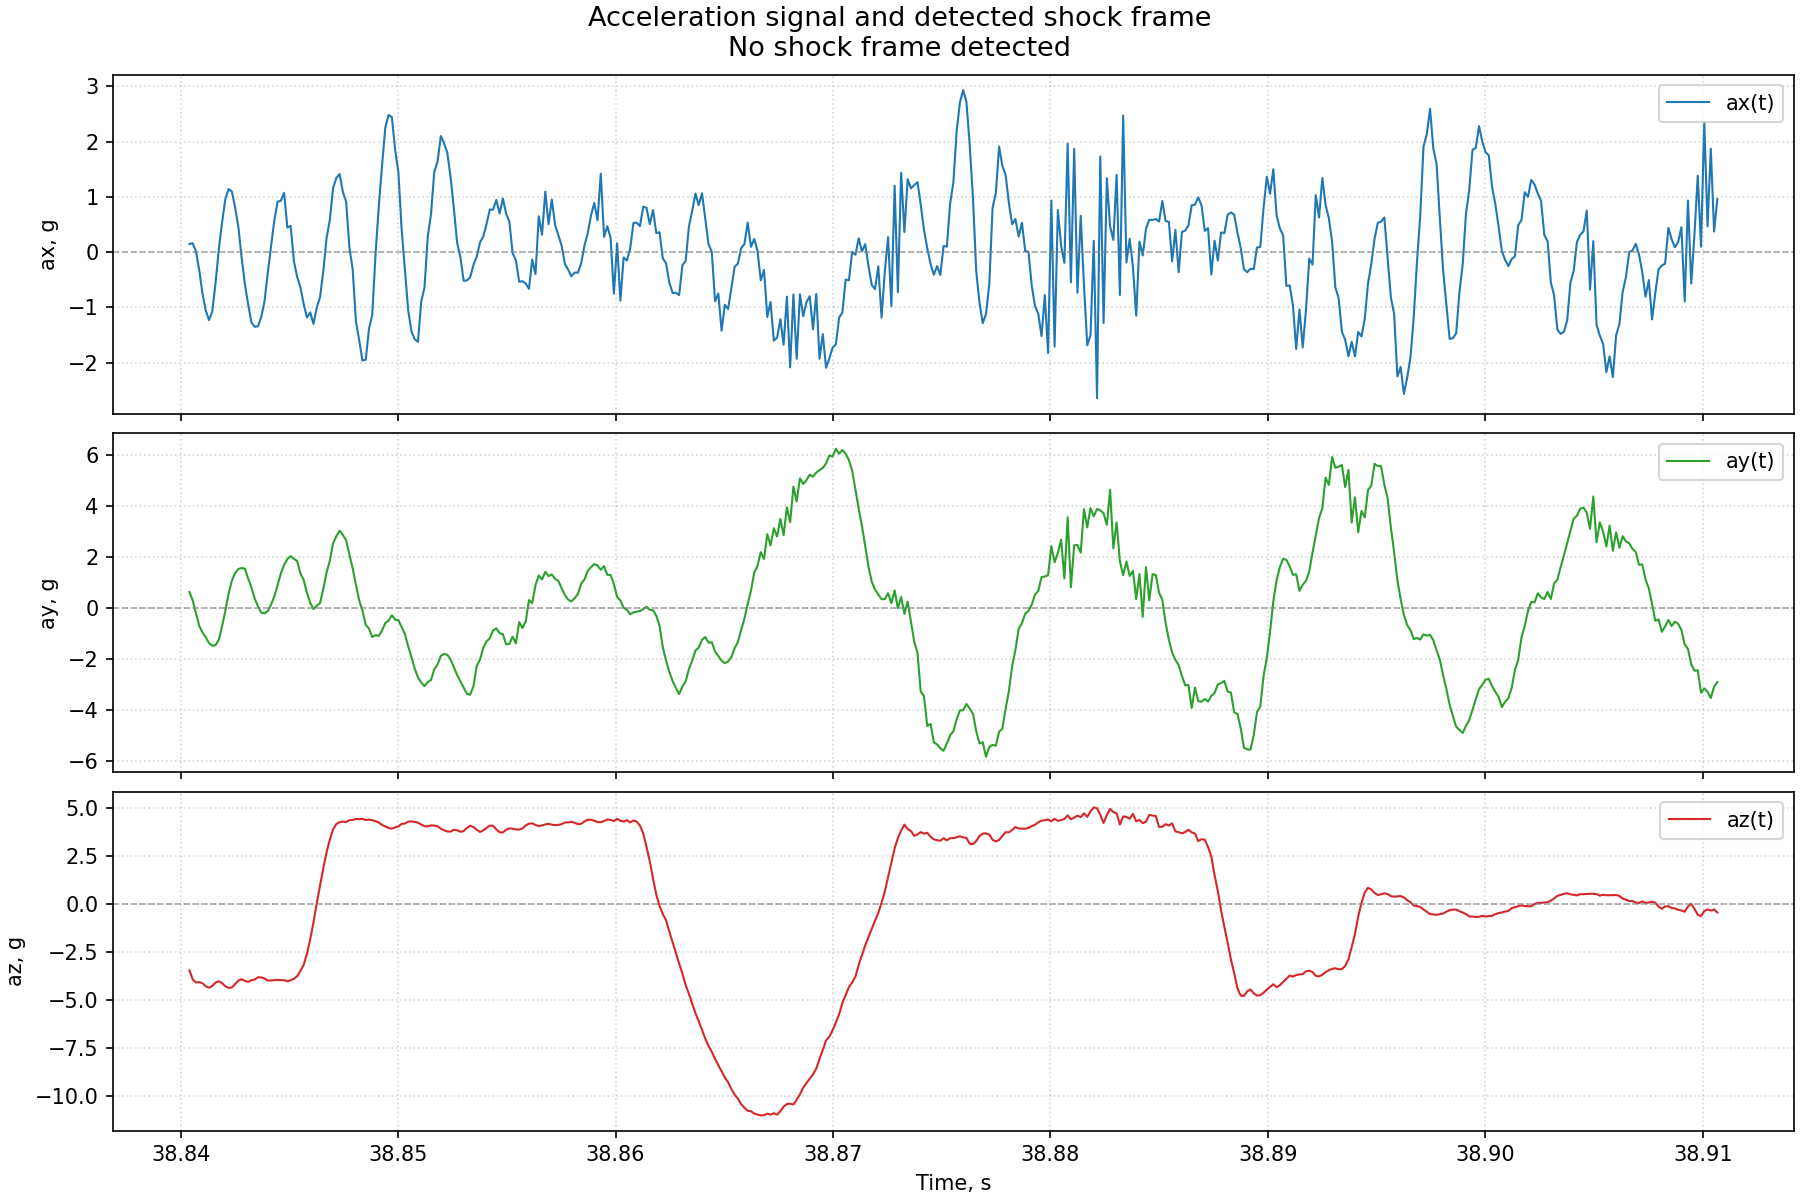 Acceleration signal and detected shock frame
No shock frame detected
ax, g
3
2
1
0
−1
−2
ax(t)
ay, g
6
4
2
0
−2
−4
−6
ay(t)
az, g
5.0
2.5
0.0
−2.5
−5.0
−7.5
−10.0
az(t)
38.84 38.85 38.86 38.87 38.88 38.89 38.90 38.91
Time, s